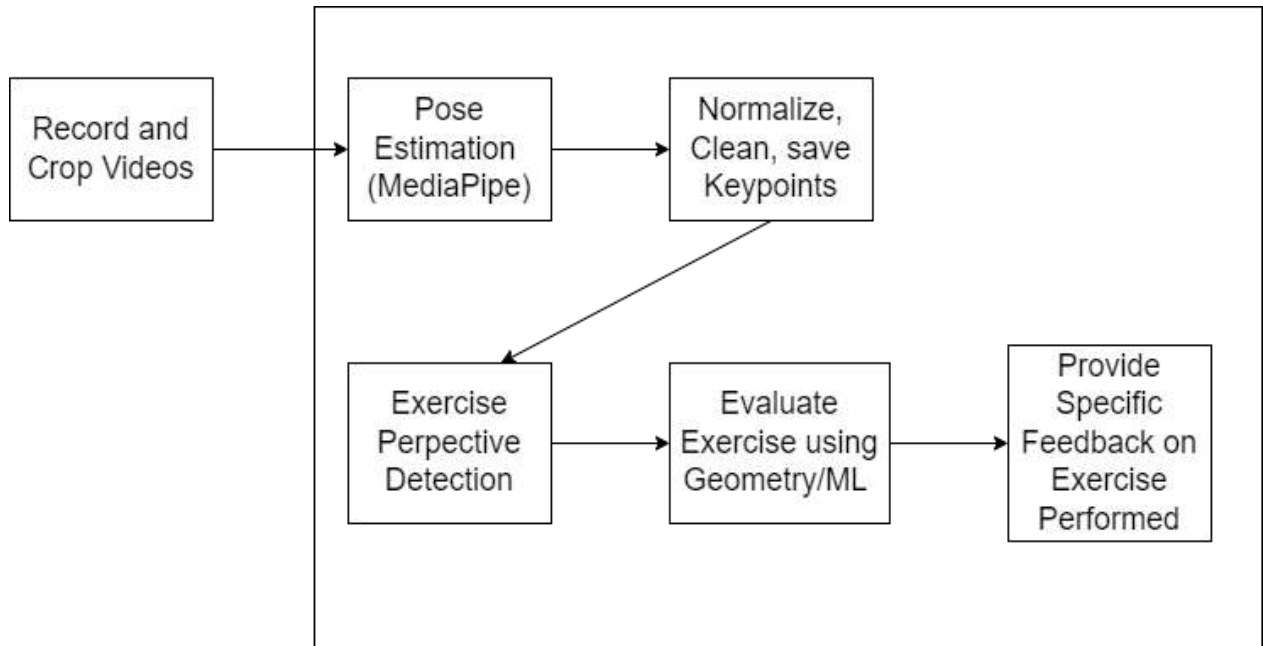 Record and
Crop Videos
Pose
Estimation
(MediaPipe)
Normalize,
Clean, save
Keypoints
Exercise
Perpective
Detection
Evaluate
Exercise using
Geometry/ML
Provide
Specific
Feedback on
Exercise
Performed